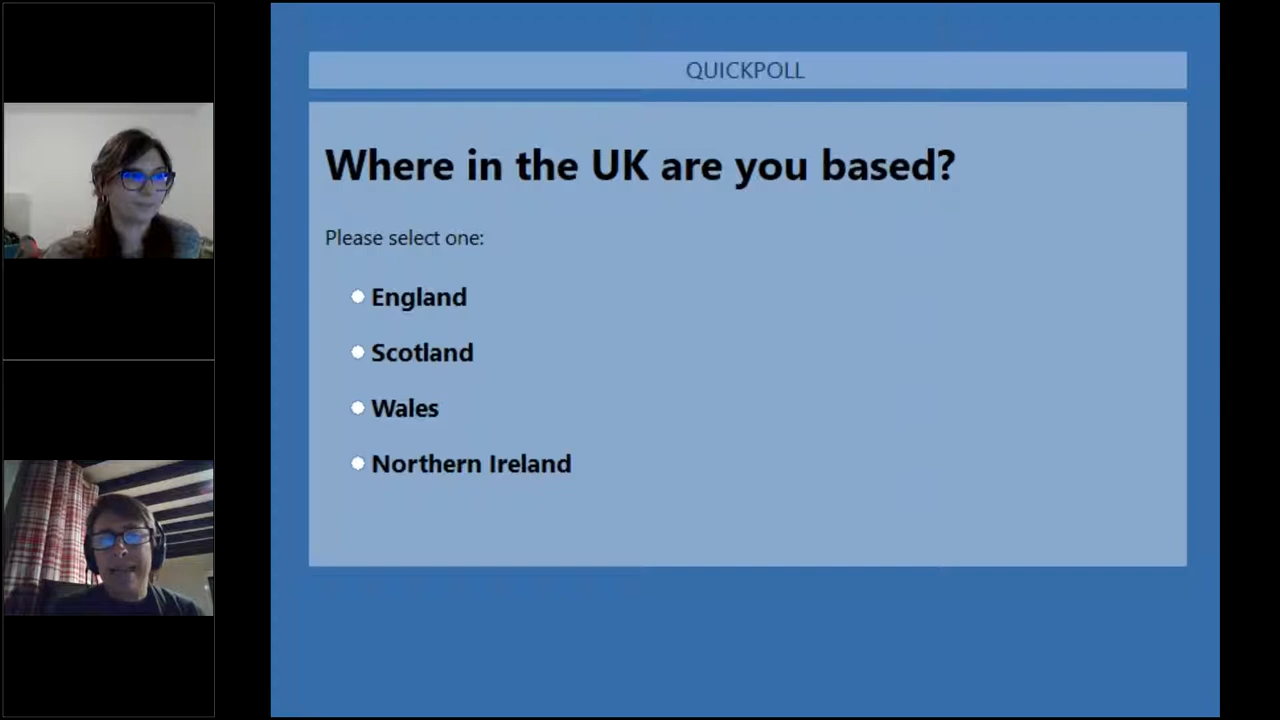 QUICKPOLL
Where in the UK are you based?
Please select one:
England
Scotland
Wales
Northern Ireland